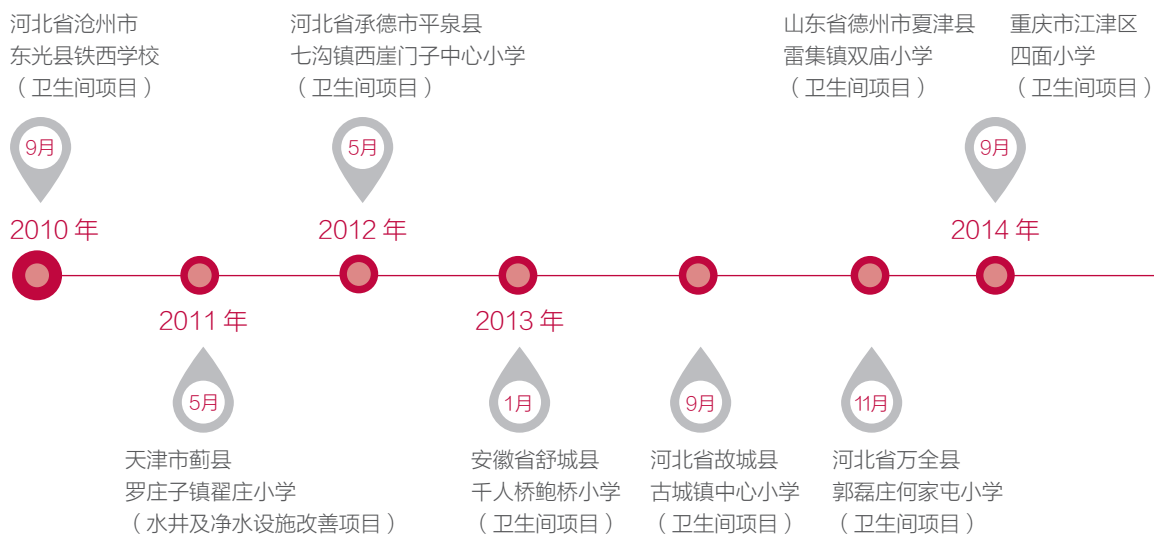 河北省沧州市
东光县铁西学校
（卫生间项目）
9月
2010 年
天津市蓟县
罗庄子镇翟庄小学
（水井及净水设施改善项目）
5月
2011 年
河北省承德市平泉县
七沟镇西崖门子中心小学
（卫生间项目）
5月
2012 年
2013 年
1月
安徽省舒城县
千人桥鲍桥小学
（卫生间项目）
9月
河北省故城县
古城镇中心小学
（卫生间项目）
11月
河北省万全县
郭磊庄何家屯小学
（卫生间项目）
山东省德州市夏津县
雷集镇双庙小学
（卫生间项目）
重庆市江津区
四面小学
（卫生间项目）
9月
2014 年